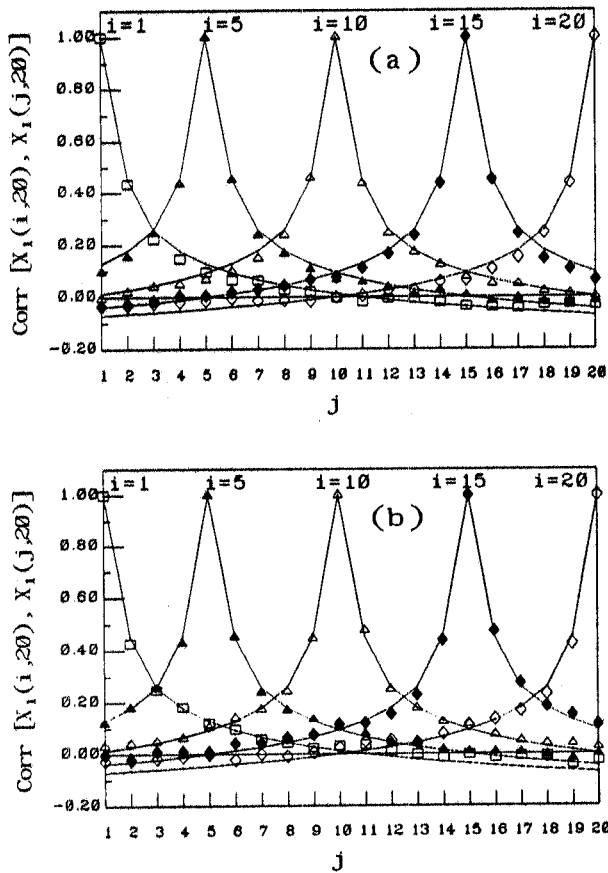 i=1 i=5 i=10 i=15 i=20
(a)
1.00
0.80
0.60
0.40
0.20
0.00
-0.20
Corr [X₁(i,20), X₁(j,20)]
1 2 3 4 5 6 7 8 9 10 11 12 13 14 15 16 17 18 19 20
j
i=1 i=5 i=10 i=15 i=20
(b)
1.00
0.80
0.60
0.40
0.20
0.00
-0.20
Corr [X₁(i,20), X₁(j,20)]
1 2 3 4 5 6 7 8 9 10 11 12 13 14 15 16 17 18 19 20
j